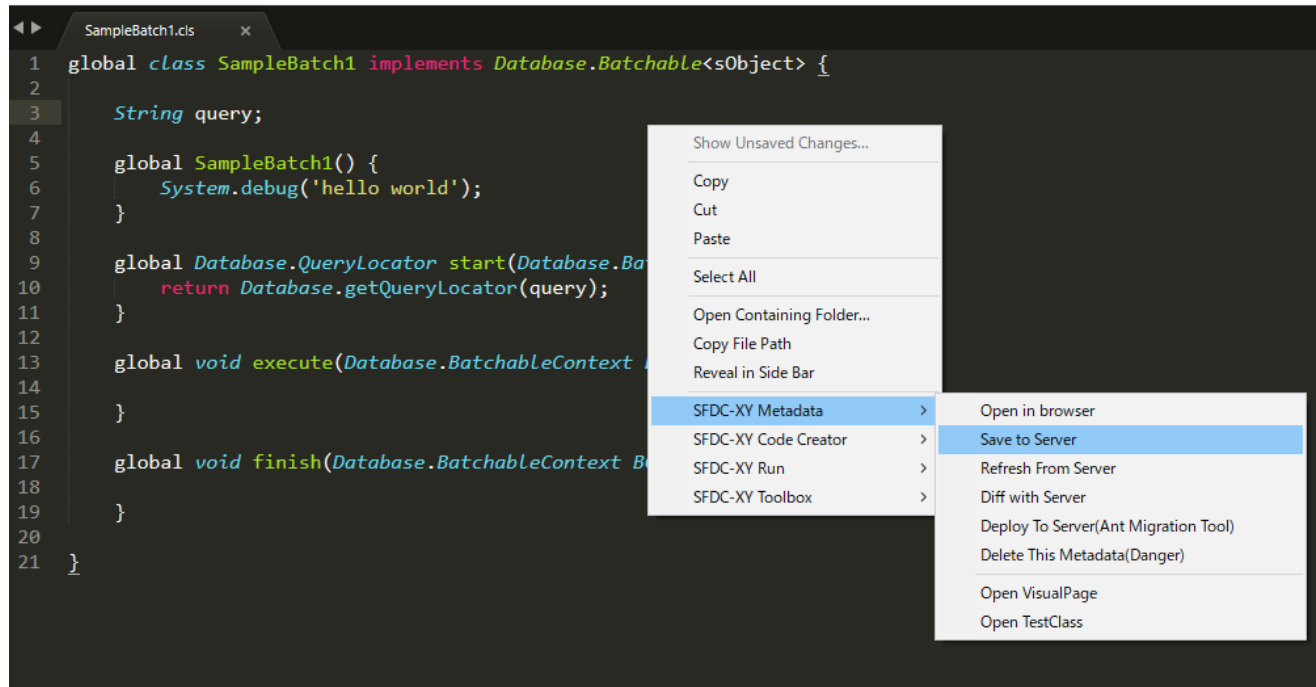 SampleBatch1.cls ×
1 global class SampleBatch1 implements Database.Batchable<sObject> {
2
3 String query;
4
5 global SampleBatch1() {
6 System.debug('hello world');
7 }
8
9 global Database.QueryLocator start(Database.Ba
10 return Database.getQueryLocator(query);
11 }
12
13 global void execute(Database.BatchableContext
14
15 }
16
17 global void finish(Database.BatchableContext B
18
19 }
20
21 }
Show Unsaved Changes...
Copy
Cut
Paste
Select All
Open Containing Folder...
Copy File Path
Reveal in Side Bar
SFDC-XY Metadata >
SFDC-XY Code Creator >
SFDC-XY Run >
SFDC-XY Toolbox >
Open in browser
Save to Server
Refresh From Server
Diff with Server
Deploy To Server(Ant Migration Tool)
Delete This Metadata(Danger)
Open VisualPage
Open TestClass